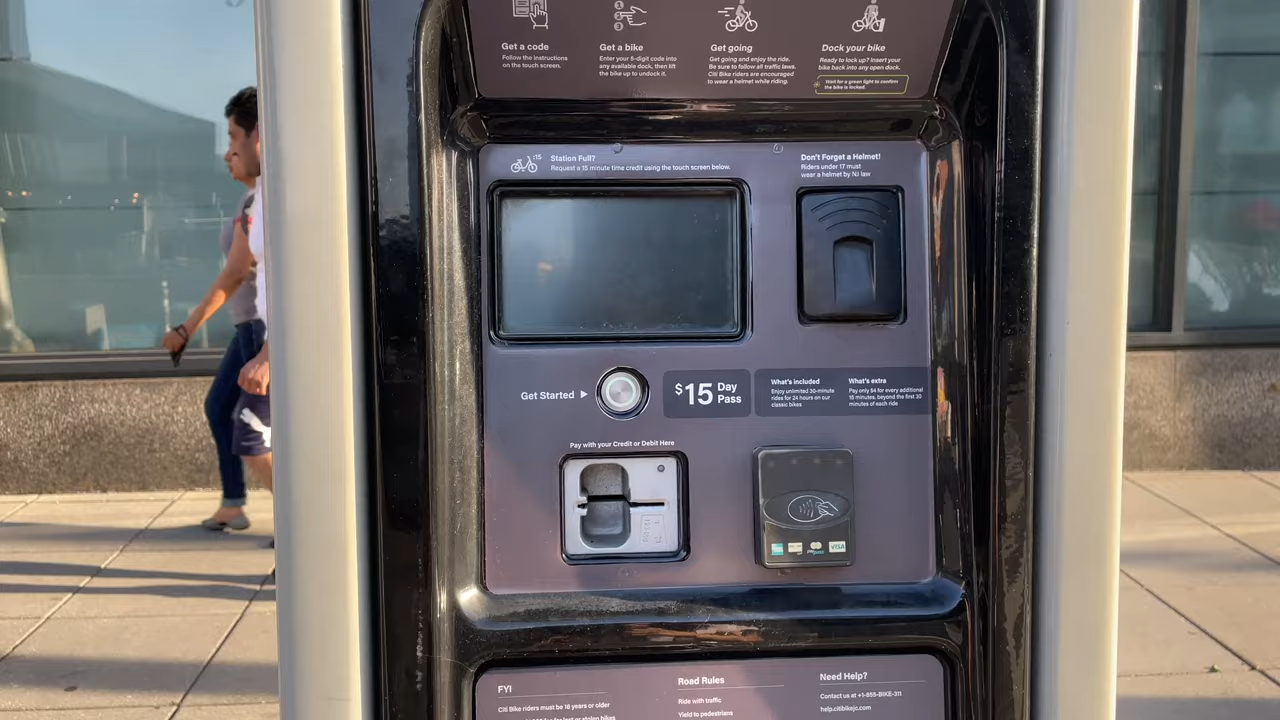 Get a code
Follow the instructions
on the touch screen.
Get a bike
Enter your 5-digit code into
any available dock, then lift
the bike up to unlock it.
Get going
Get going and enjoy the ride.
Be sure to follow all traffic laws.
Citi Bike riders are encouraged
to wear a helmet while riding.
Dock your bike
Ready to lock up? Insert your
bike back into any open dock.
Wait for a green light to confirm
the bike is locked.
:15
Station Full?
Request a 15 minute time credit using the touch screen below.
Don't Forget a Helmet!
Riders under 17 must
wear a helmet by NJ law
Get Started
$15 Day
Pass
What's included
Enjoy unlimited 30-minute
rides for 24 hours on our
classic bikes
What's extra
Pay only $4 for every additional
15 minutes, beyond the first 30
minutes of each ride
Pay with your Credit or Debit Here
VISA
FYI
Citi Bike riders must be 16 years or older
for lost or stolen bikes
Road Rules
Ride with traffic
Yield to pedestrians
Need Help?
Contact us at +1-855-BIKE-311
help.citibikejc.com